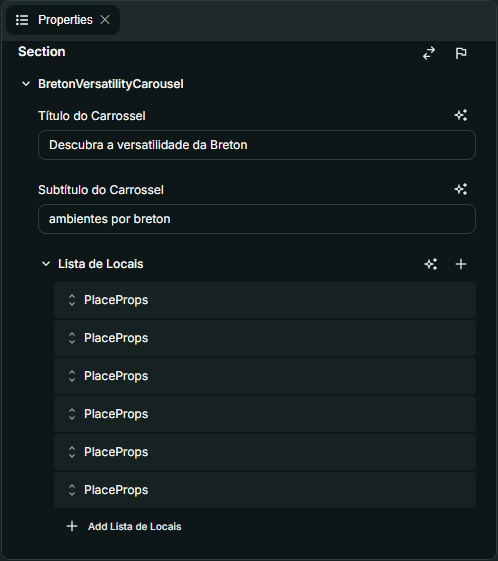 Properties
Section
BretonVersatilityCarousel
Título do Carrossel
Descubra a versatilidade da Breton
Subtítulo do Carrossel
ambientes por breton
Lista de Locais
PlaceProps
PlaceProps
PlaceProps
PlaceProps
PlaceProps
PlaceProps
Add Lista de Locais